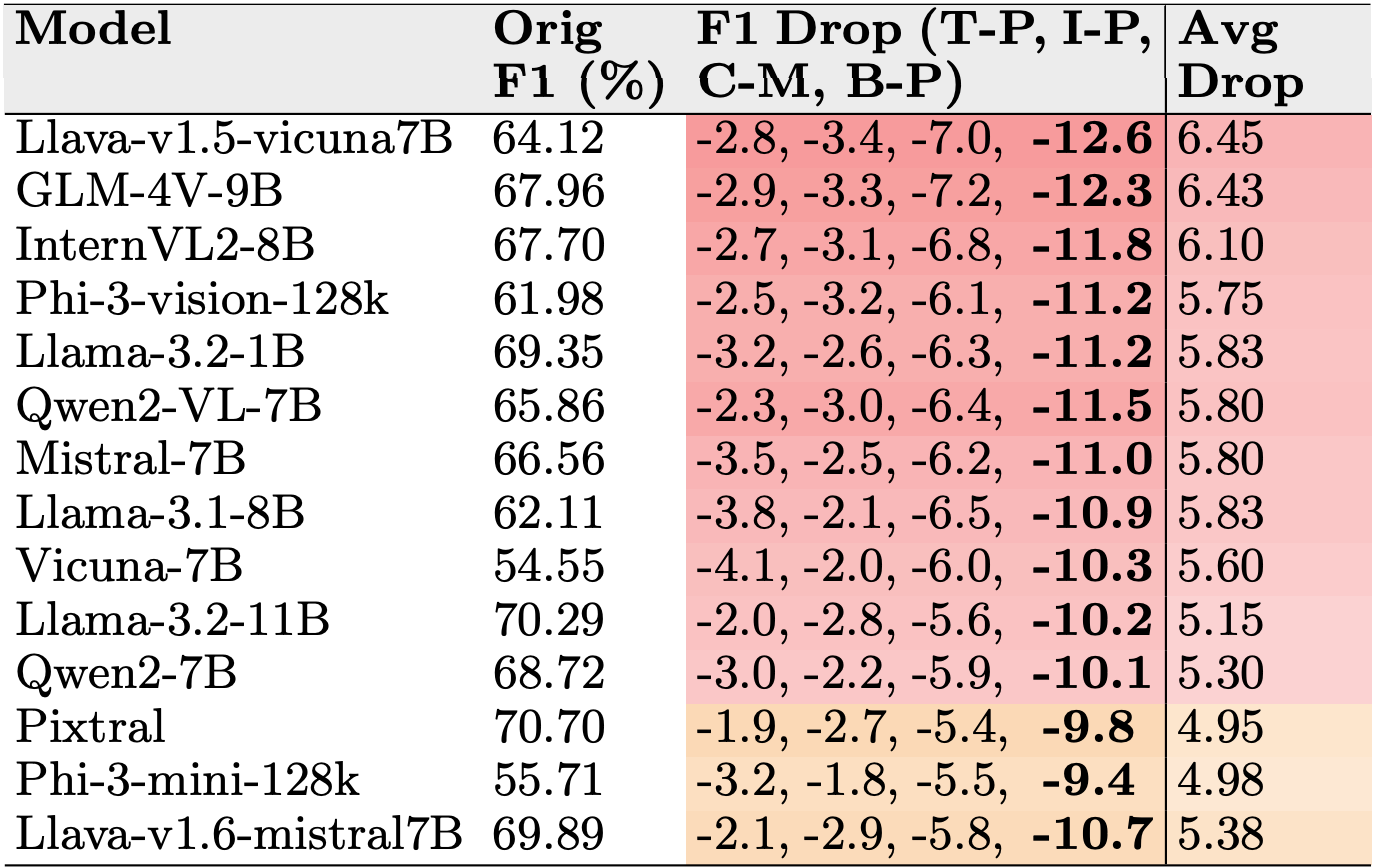 Model Orig F1 Drop (T-P, I-P, Avg
F1 (%) C-M, B-P) Drop
Llava-v1.5-vicuna7B 64.12 -2.8, -3.4, -7.0, -12.6 6.45
GLM-4V-9B 67.96 -2.9, -3.3, -7.2, -12.3 6.43
InternVL2-8B 67.70 -2.7, -3.1, -6.8, -11.8 6.10
Phi-3-vision-128k 61.98 -2.5, -3.2, -6.1, -11.2 5.75
Llama-3.2-1B 69.35 -3.2, -2.6, -6.3, -11.2 5.83
Qwen2-VL-7B 65.86 -2.3, -3.0, -6.4, -11.5 5.80
Mistral-7B 66.56 -3.5, -2.5, -6.2, -11.0 5.80
Llama-3.1-8B 62.11 -3.8, -2.1, -6.5, -10.9 5.83
Vicuna-7B 54.55 -4.1, -2.0, -6.0, -10.3 5.60
Llama-3.2-11B 70.29 -2.0, -2.8, -5.6, -10.2 5.15
Qwen2-7B 68.72 -3.0, -2.2, -5.9, -10.1 5.30
Pixtral 70.70 -1.9, -2.7, -5.4, -9.8 4.95
Phi-3-mini-128k 55.71 -3.2, -1.8, -5.5, -9.4 4.98
Llava-v1.6-mistral7B 69.89 -2.1, -2.9, -5.8, -10.7 5.38